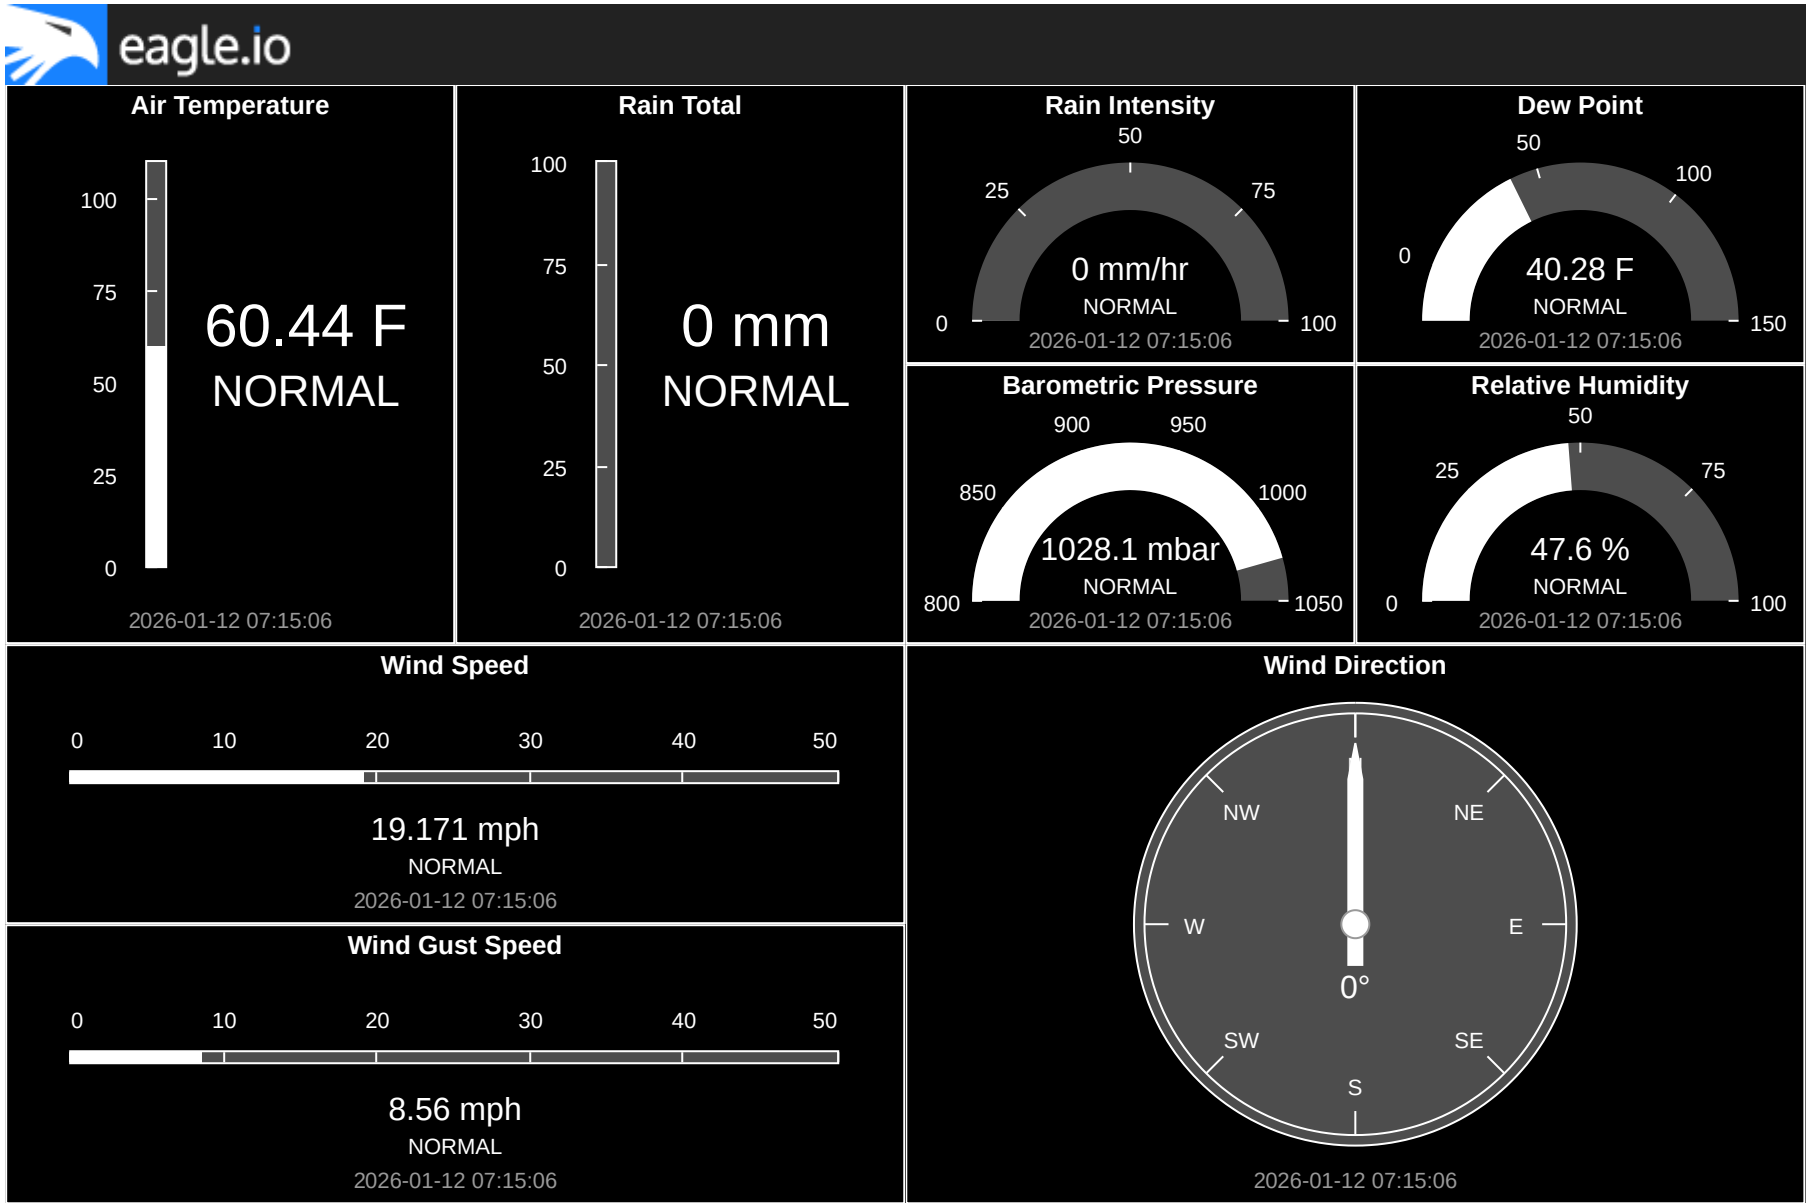 eagle.io
Air Temperature
100
75
50
25
0
60.44 F
NORMAL
2026-01-12 07:15:06
Rain Total
100
75
50
25
0
0 mm
NORMAL
2026-01-12 07:15:06
Rain Intensity
0
25
50
75
100
0 mm/hr
NORMAL
2026-01-12 07:15:06
Dew Point
0
50
100
150
40.28 F
NORMAL
2026-01-12 07:15:06
Barometric Pressure
800
850
900
950
1000
1050
1028.1 mbar
NORMAL
2026-01-12 07:15:06
Relative Humidity
0
25
50
75
100
47.6 %
NORMAL
2026-01-12 07:15:06
Wind Speed
0 10 20 30 40 50
19.171 mph
NORMAL
2026-01-12 07:15:06
Wind Gust Speed
0 10 20 30 40 50
8.56 mph
NORMAL
2026-01-12 07:15:06
Wind Direction
NW NE
W E
0°
SW SE
S
2026-01-12 07:15:06